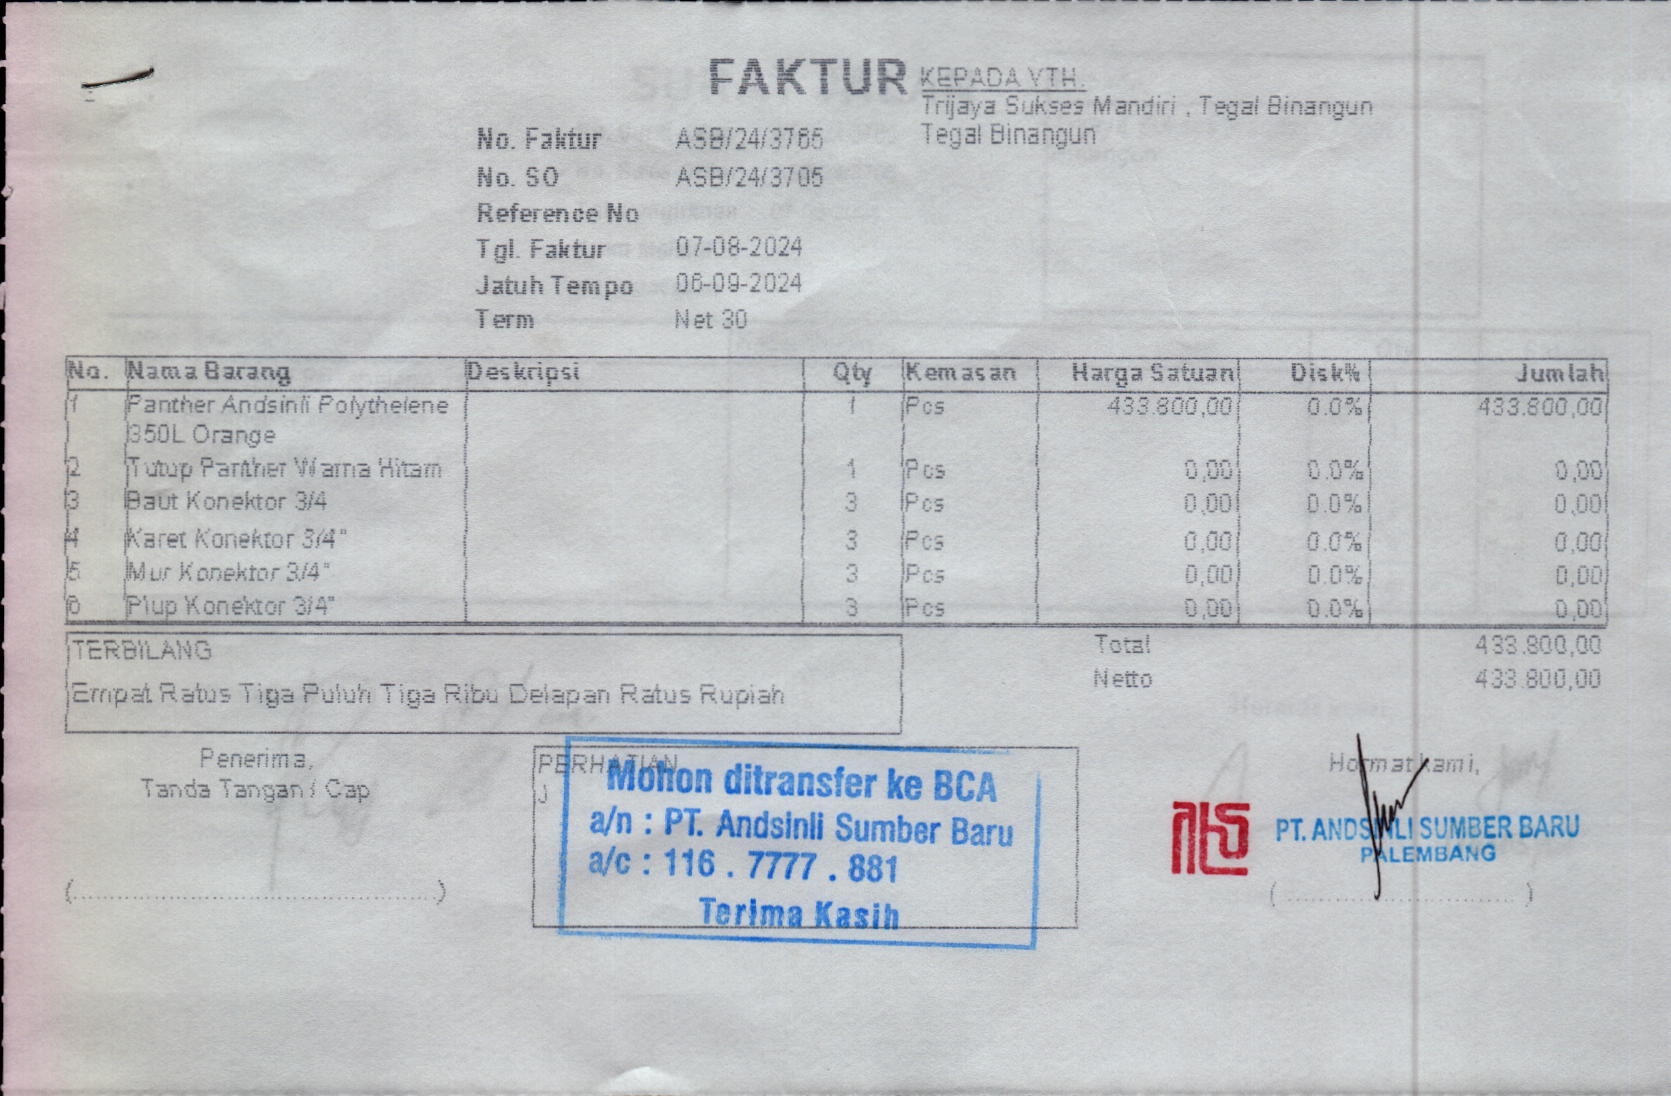 FAKTUR
KEPADA YTH.
Trijaya Sukses Mandiri , Tegal Binangun
Tegal Binangun
No. Faktur ASB/24/3765
No. SO ASB/24/3705
Reference No
Tgl. Faktur 07-08-2024
Jatuh Tempo 06-09-2024
Term Net 30
No. Nama Barang Deskripsi Qty Kemasan Harga Satuan Disk% Jumlah
1 Panther Andsinli Polythelene 1 Pcs 433.800,00 0.0% 433.800,00
350L Orange
2 Tutup Panther Warna Hitam 1 Pcs 0,00 0.0% 0,00
3 Baut Konektor 3/4 3 Pcs 0,00 0.0% 0,00
4 Karet Konektor 3/4" 3 Pcs 0,00 0.0% 0,00
5 Mur Konektor 3/4" 3 Pcs 0,00 0.0% 0,00
6 Plup Konektor 3/4" 3 Pcs 0,00 0.0% 0,00
TERBILANG
Empat Ratus Tiga Puluh Tiga Ribu Delapan Ratus Rupiah
Total 433.800,00
Netto 433.800,00
Penerima,
Tanda Tangan / Cap
(..............................................)
PERHATIAN
J
Mohon ditransfer ke BCA
a/n : PT. Andsinli Sumber Baru
a/c : 116 . 7777 . 881
Terima Kasih
Hormat kami,
PT. ANDSINLI SUMBER BARU
PALEMBANG
( ............................. )